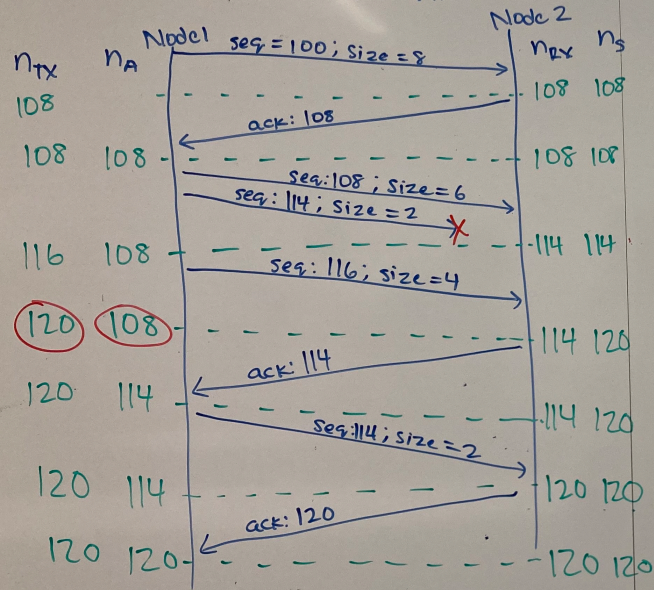 Node1 Node 2
n_TX n_A seq = 100; size = 8 n_RX n_S
108 108 108
ack: 108
108 108 108 108
seq: 108; size = 6
seq: 114; size = 2 X
116 108 114 114
seq: 116; size = 4
120 108 114 120
ack: 114
120 114 114 120
seq: 114; size = 2
120 114 120 120
ack: 120
120 120 120 120